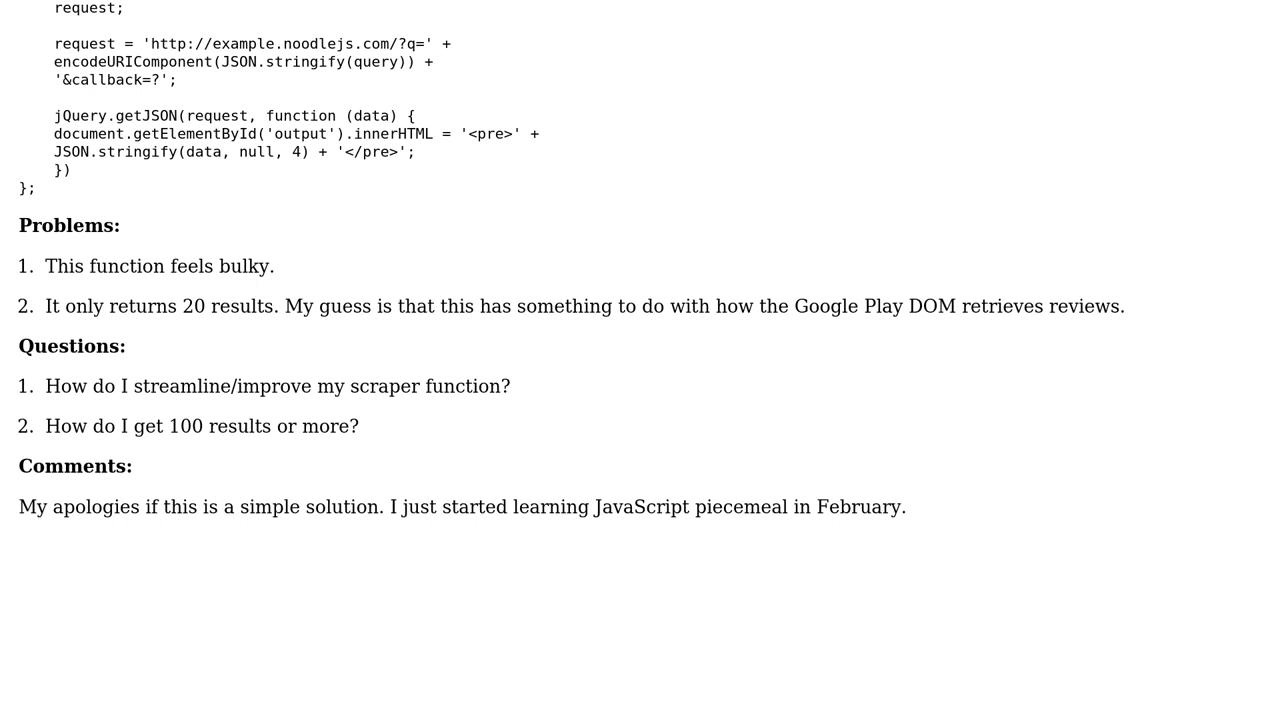 request;
request = 'http://example.noodlejs.com/?q=' +
encodeURIComponent(JSON.stringify(query)) +
'&callback=?';
jQuery.getJSON(request, function (data) {
document.getElementById('output').innerHTML = '<pre>' +
JSON.stringify(data, null, 4) + '</pre>';
})
};
Problems:
1. This function feels bulky.
2. It only returns 20 results. My guess is that this has something to do with how the Google Play DOM retrieves reviews.
Questions:
1. How do I streamline/improve my scraper function?
2. How do I get 100 results or more?
Comments:
My apologies if this is a simple solution. I just started learning JavaScript piecemeal in February.